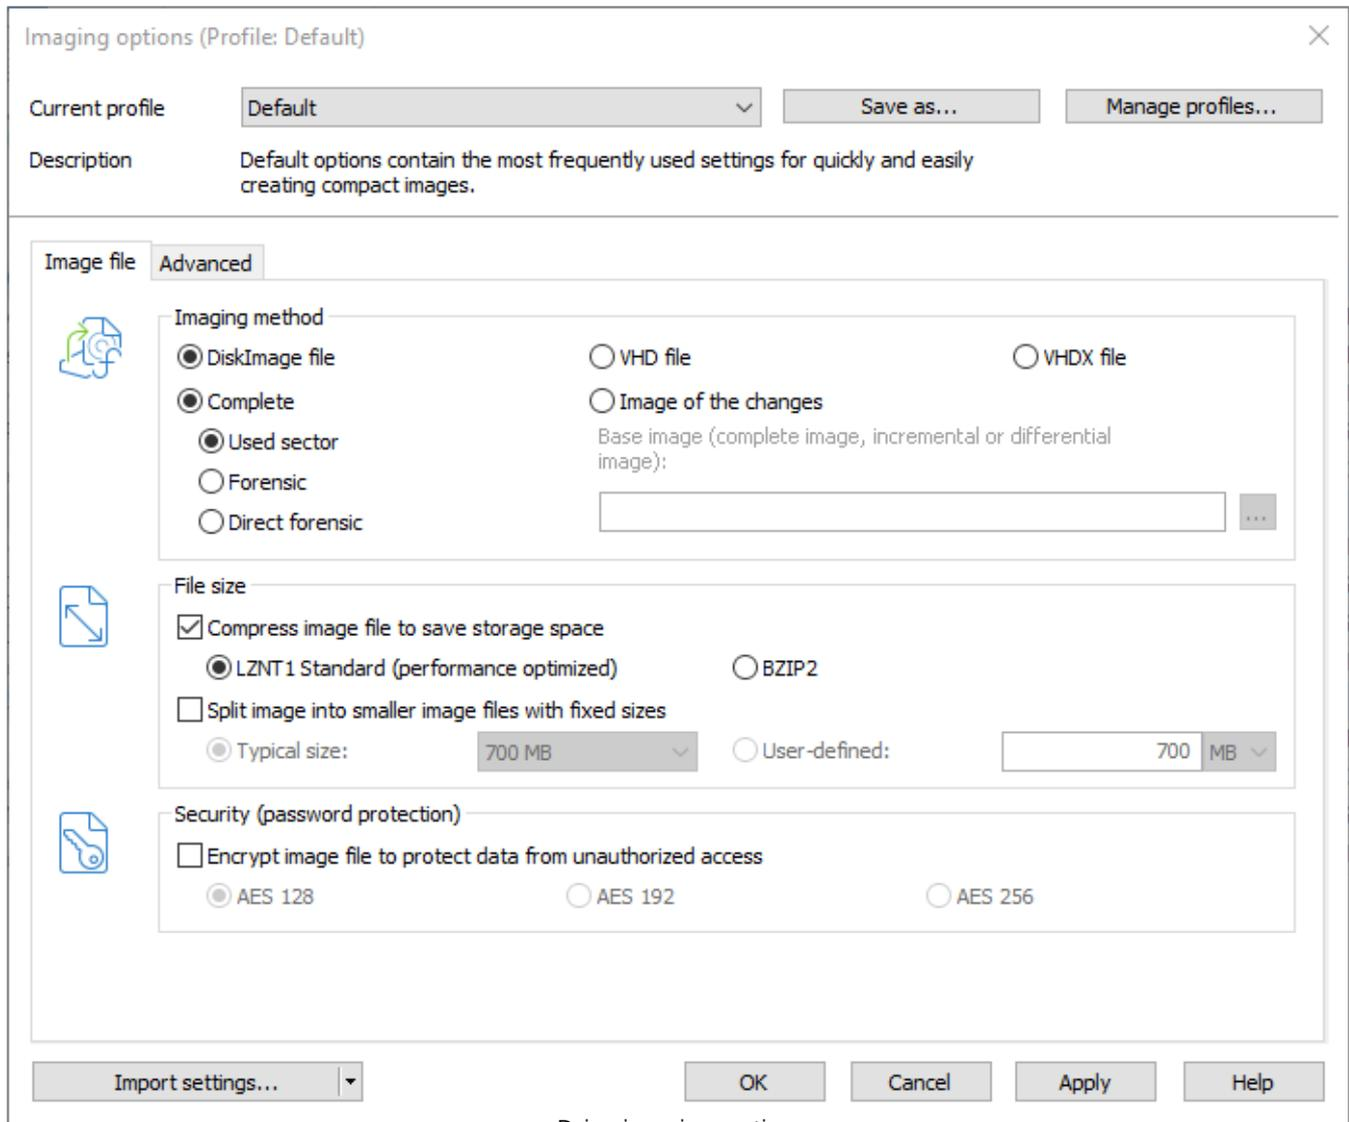 Imaging options (Profile: Default)
Current profile
Default
Save as...
Manage profiles...
Description
Default options contain the most frequently used settings for quickly and easily
creating compact images.
Image file
Advanced
Imaging method
DiskImage file
VHD file
VHDX file
Complete
Image of the changes
Used sector
Base image (complete image, incremental or differential
image):
Forensic
Direct forensic
...
File size
Compress image file to save storage space
LZNT1 Standard (performance optimized)
BZIP2
Split image into smaller image files with fixed sizes
Typical size:
700 MB
User-defined:
700
MB
Security (password protection)
Encrypt image file to protect data from unauthorized access
AES 128
AES 192
AES 256
Import settings...
OK
Cancel
Apply
Help